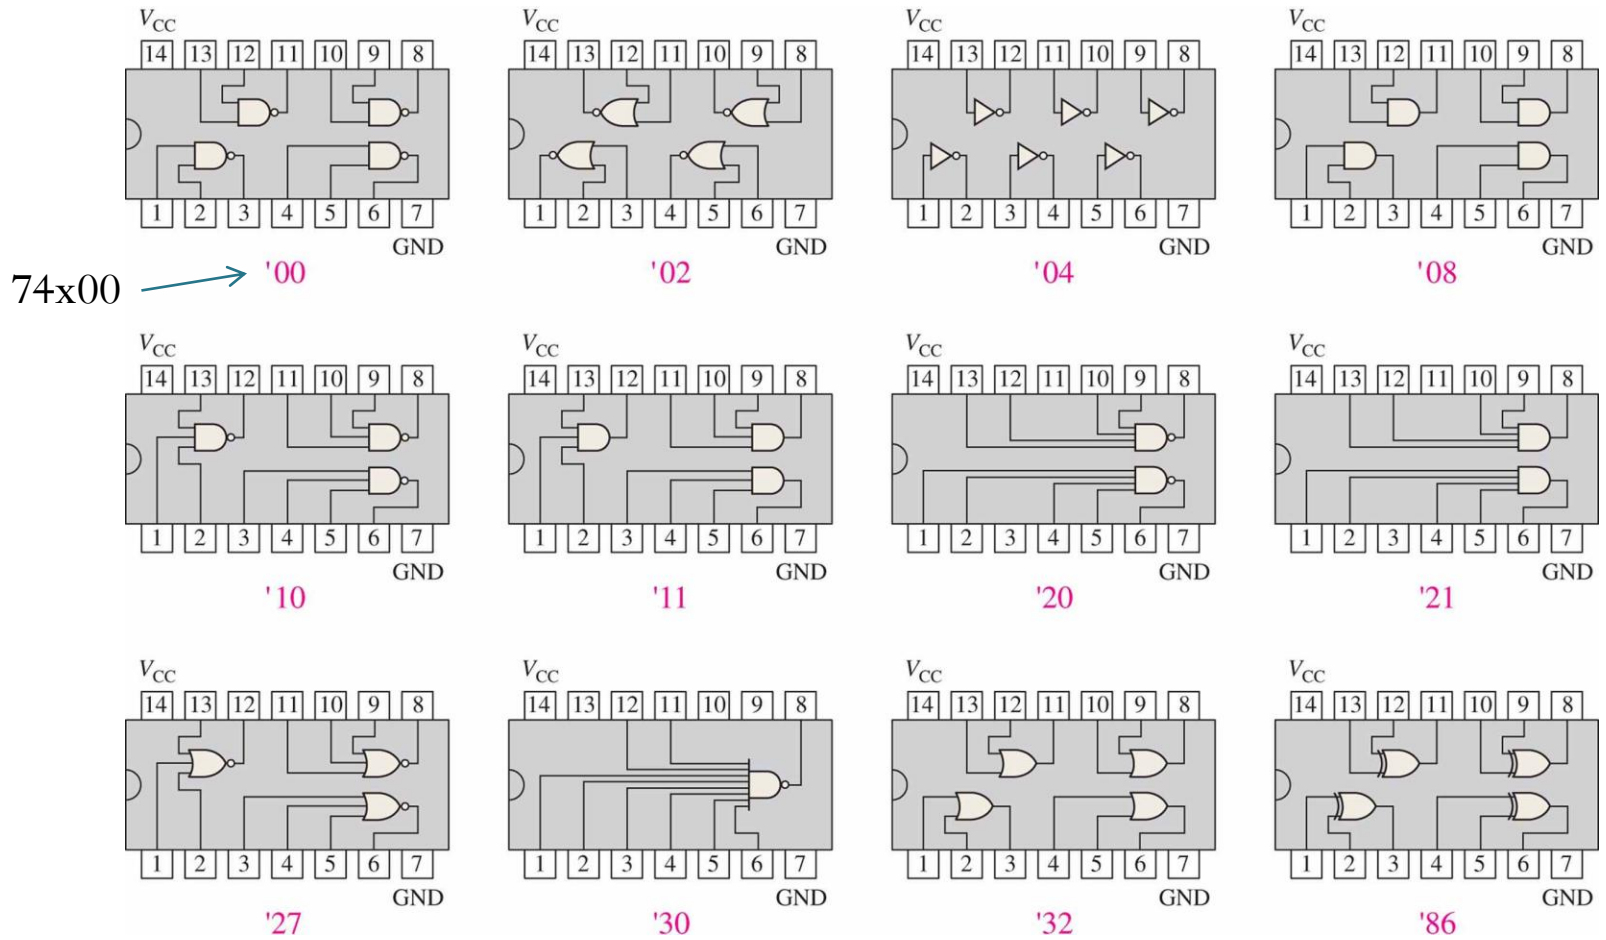 VCC VCC VCC VCC
14 13 12 11 10 9 8 14 13 12 11 10 9 8 14 13 12 11 10 9 8 14 13 12 11 10 9 8
1 2 3 4 5 6 7 1 2 3 4 5 6 7 1 2 3 4 5 6 7 1 2 3 4 5 6 7
GND GND GND GND
'00 '02 '04 '08
74x00
VCC VCC VCC VCC
14 13 12 11 10 9 8 14 13 12 11 10 9 8 14 13 12 11 10 9 8 14 13 12 11 10 9 8
1 2 3 4 5 6 7 1 2 3 4 5 6 7 1 2 3 4 5 6 7 1 2 3 4 5 6 7
GND GND GND GND
'10 '11 '20 '21
VCC VCC VCC VCC
14 13 12 11 10 9 8 14 13 12 11 10 9 8 14 13 12 11 10 9 8 14 13 12 11 10 9 8
1 2 3 4 5 6 7 1 2 3 4 5 6 7 1 2 3 4 5 6 7 1 2 3 4 5 6 7
GND GND GND GND
'27 '30 '32 '86